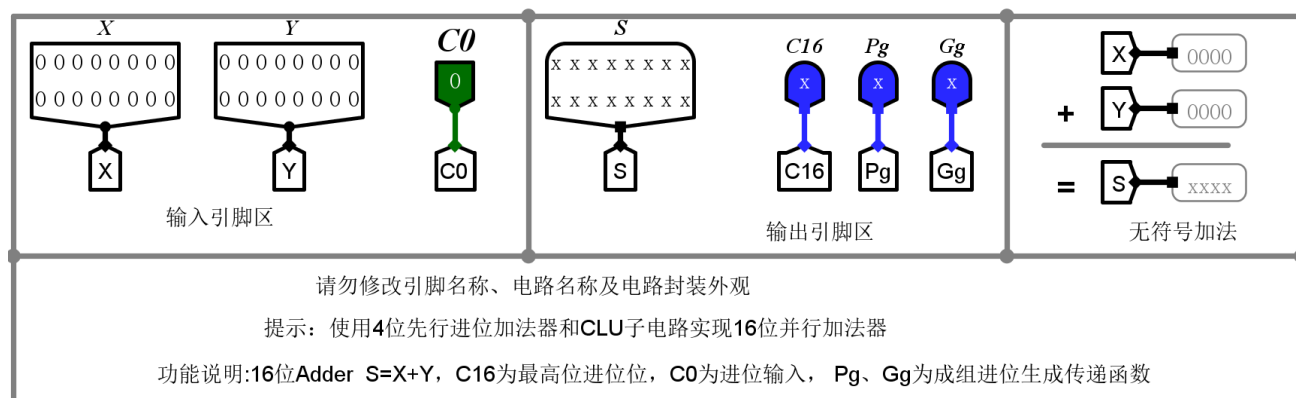 X Y C0 S C16 Pg Gg
0 0 0 0 0 0 0 0 0 0 0 0 0 0 0 0 0 x x x x x x x x x x x X 0000
0 0 0 0 0 0 0 0 0 0 0 0 0 0 0 0 x x x x x x x x
+ Y 0000
X Y C0 S C16 Pg Gg = S xxxx
输入引脚区 输出引脚区 无符号加法
请勿修改引脚名称、电路名称及电路封装外观
提示：使用4位先行进位加法器和CLU子电路实现16位并行加法器
功能说明:16位Adder S=X+Y，C16为最高位进位位，C0为进位输入， Pg、Gg为成组进位生成传递函数